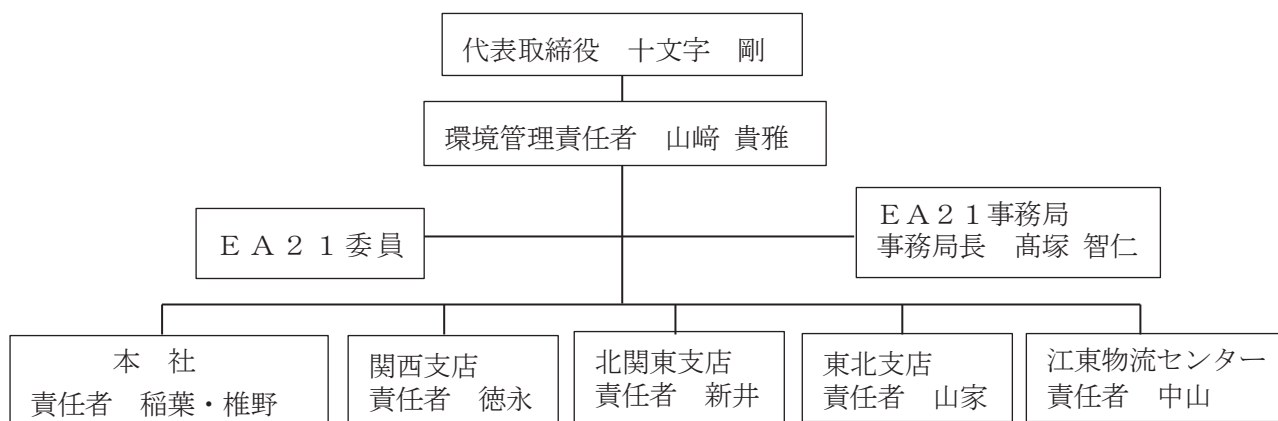 代表取締役　十文字　剛
環境管理責任者　山﨑 貴雅
ＥＡ２１委員
ＥＡ２１事務局
事務局長　髙塚 智仁
本　社
責任者　稲葉・椎野
関西支店
責任者　徳永
北関東支店
責任者　新井
東北支店
責任者　山家
江東物流センター
責任者　中山